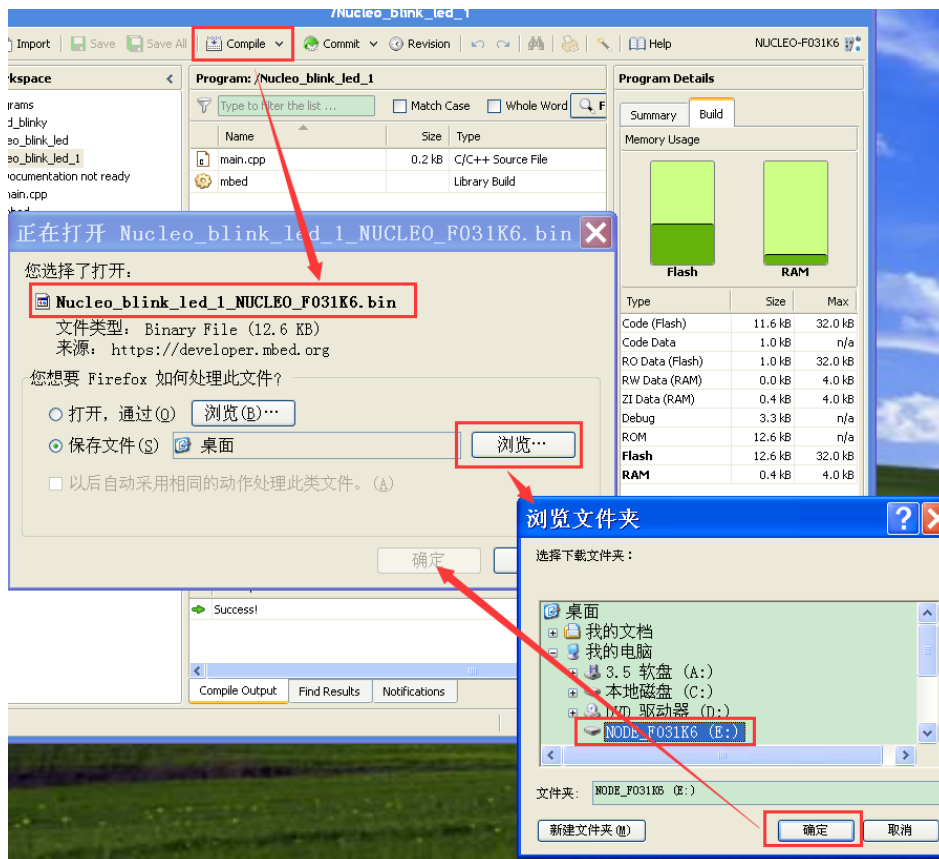 /Nucleo_blink_led_1
Import Save Save All Compile Commit Revision Help NUCLEO-F031K6
kspace
grams
d_blinky
eo_blink_led
eo_blink_led_1
ocumentation not ready
main.cpp
Program: /Nucleo_blink_led_1
Type to filter the list ... Match Case Whole Word F
Name Size Type
main.cpp 0.2 kB C/C++ Source File
mbed Library Build
Program Details
Summary Build
Memory Usage
Flash RAM
Type Size Max
Code (Flash) 11.6 kB 32.0 kB
Code Data 1.0 kB n/a
RO Data (Flash) 1.0 kB 32.0 kB
RW Data (RAM) 0.0 kB 4.0 kB
ZI Data (RAM) 0.4 kB 4.0 kB
Debug 3.3 kB n/a
ROM 12.6 kB n/a
Flash 12.6 kB 32.0 kB
RAM 0.4 kB 4.0 kB
正在打开 Nucleo_blink_led_1_NUCLEO_F031K6.bin
您选择了打开:
Nucleo_blink_led_1_NUCLEO_F031K6.bin
文件类型: Binary File (12.6 KB)
来源: https://developer.mbed.org
您想要 Firefox 如何处理此文件?
打开，通过(O) 浏览(B)…
保存文件(S) 桌面 浏览…
以后自动采用相同的动作处理此类文件。(A)
确定
Success!
Compile Output Find Results Notifications
浏览文件夹
选择下载文件夹：
桌面
我的文档
我的电脑
3.5 软盘 (A:)
本地磁盘 (C:)
DVD 驱动器 (D:)
NODE_F031K6 (E:)
文件夹: NODE_F031K6 (E:)
新建文件夹(M) 确定 取消